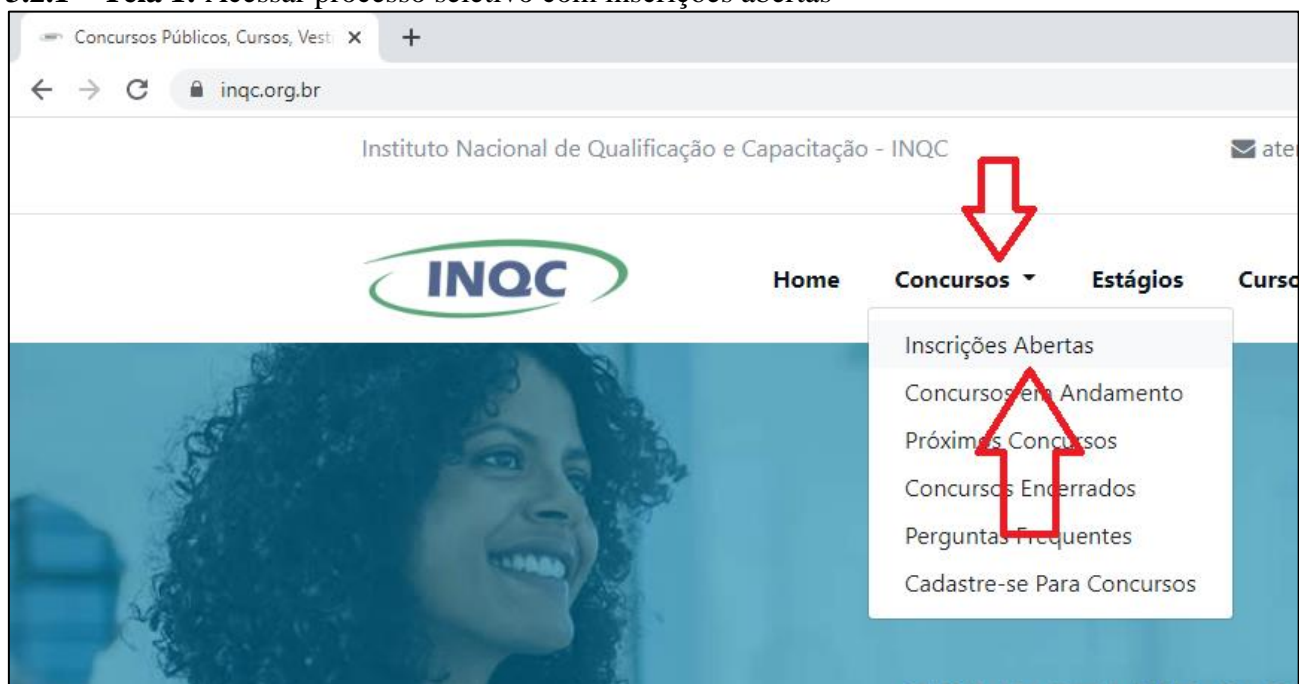 3.2.1 – Tela 1: Acessar processo seletivo com inscrições abertas
Concursos Públicos, Cursos, Vest
inqc.org.br
Instituto Nacional de Qualificação e Capacitação - INQC
INQC
Home Concursos Estágios Curso
Inscrições Abertas
Concursos em Andamento
Próximos Concursos
Concursos Encerrados
Perguntas Frequentes
Cadastre-se Para Concursos